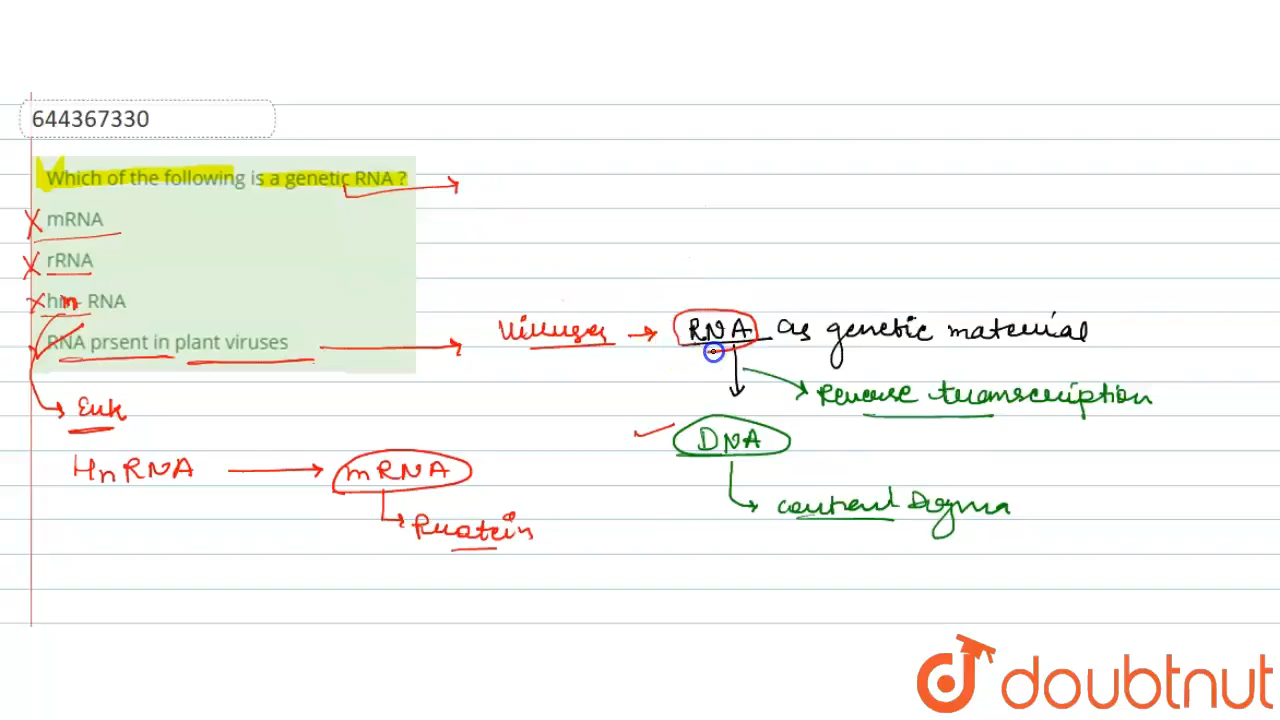 644367330
Which of the following is a genetic RNA ?
mRNA
rRNA
hn- RNA
RNA prsent in plant viruses
Viruses → RNA as genetic material
Reverse transcription
Euk
DNA
HnRNA → mRNA
central Dogma
Protein
doubtnut